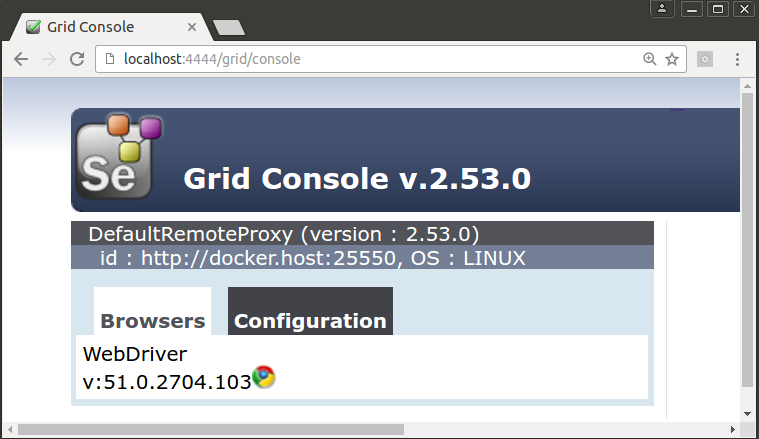 Grid Console
localhost:4444/grid/console
Se
Grid Console v.2.53.0
DefaultRemoteProxy (version : 2.53.0)
id : http://docker.host:25550, OS : LINUX
Browsers Configuration
WebDriver
v:51.0.2704.103